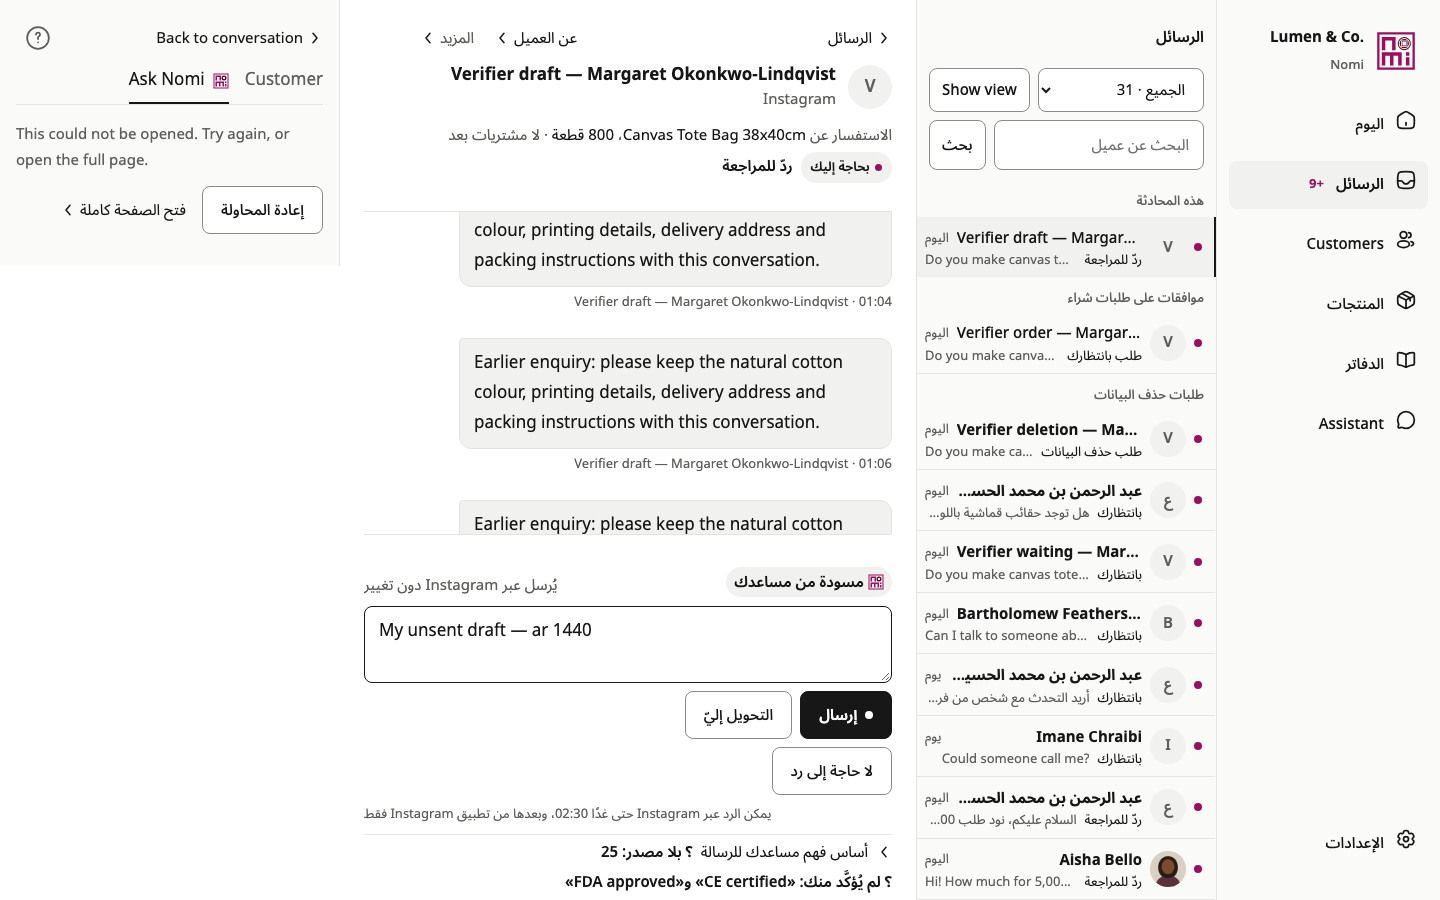 Lumen & Co.
Nomi
اليوم
الرسائل
9+
Customers
المنتجات
الدفاتر
Assistant
الإعدادات
الرسائل
الجميع · 31
Show view
البحث عن عميل
بحث
هذه المحادثة
V
Verifier draft — Margar...
اليوم
ردّ للمراجعة
Do you make canvas t...
موافقات على طلبات شراء
V
Verifier order — Margar...
اليوم
طلب بانتظارك
Do you make canva...
طلبات حذف البيانات
V
Verifier deletion — Ma...
اليوم
طلب حذف البيانات
Do you make ca...
ع
عبد الرحمن بن محمد الحسـ...
اليوم
بانتظارك
هل توجد حقائب قماشية باللو...
V
Verifier waiting — Mar...
اليوم
بانتظارك
Do you make canvas tote...
B
Bartholomew Feathers...
اليوم
بانتظارك
Can I talk to someone ab...
ع
عبد الرحمن بن محمد الحسيـ...
يوم
بانتظارك
أريد التحدث مع شخص من فر...
I
Imane Chraibi
يوم
بانتظارك
Could someone call me?
ع
عبد الرحمن بن محمد الحسـ...
اليوم
ردّ للمراجعة
السلام عليكم، نود طلب 00...
Aisha Bello
اليوم
ردّ للمراجعة
Hi! How much for 5,00...
الرسائل
عن العميل
المزيد
V
Verifier draft — Margaret Okonkwo-Lindqvist
Instagram
الاستفسار عن Canvas Tote Bag 38x40cm، 800 قطعة · لا مشتريات بعد
بحاجة إليك
ردّ للمراجعة
colour, printing details, delivery address and
packing instructions with this conversation.
Verifier draft — Margaret Okonkwo-Lindqvist · 01:04
Earlier enquiry: please keep the natural cotton
colour, printing details, delivery address and
packing instructions with this conversation.
Verifier draft — Margaret Okonkwo-Lindqvist · 01:06
Earlier enquiry: please keep the natural cotton
مسودة من مساعدك
يُرسل عبر Instagram دون تغيير
My unsent draft — ar 1440
إرسال
التحويل إليّ
لا حاجة إلى رد
يمكن الرد عبر Instagram حتى غدًا 02:30، وبعدها من تطبيق Instagram فقط
أساس فهم مساعدك للرسالة
؟ بلا مصدر: 25
؟ لم يُؤكَّد منك: «CE certified» و«FDA approved»
Back to conversation
?
Customer
Ask Nomi
This could not be opened. Try again, or
open the full page.
إعادة المحاولة
فتح الصفحة كاملة